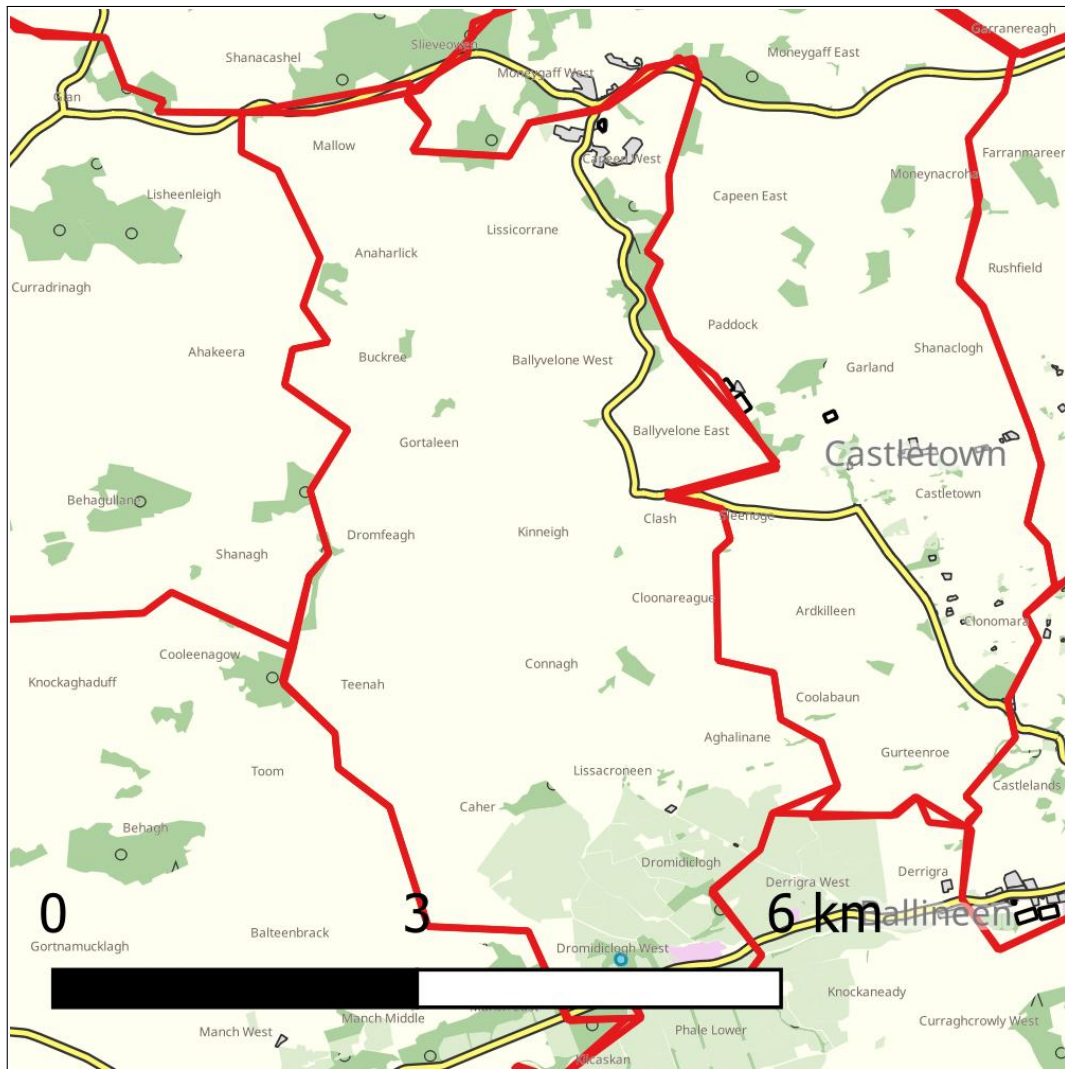 Garranereagh
Slieveowen
Shanacashel
Moneygaff East
Moneygaff West
Glan
Mallow
Capeen West
Farranmareen
Moneynacroha
Lisheenleigh
Capeen East
Lissicorrane
Anaharlick
Rushfield
Curradrinagh
Paddock
Shanaclogh
Ahakeera
Buckree
Ballyvelone West
Garland
Ballyvelone East
Gortaleen
Castletown
Behagullane
Castletown
Clash
Sleenoge
Kinneigh
Dromfeagh
Shanagh
Cloonareague
Ardkilleen
Clonomara
Cooleenagow
Connagh
Knockaghaduff
Teenah
Coolabaun
Aghalinane
Gurteenroe
Toom
Lissacroneen
Castlelands
Caher
Behagh
Dromidiclogh
Derrigra
Derrigra West
0 3 6 km
Ballineen
Balteenbrack
Gortnamucklagh
Dromidiclogh West
Knockaneady
Manch Middle
Curraghcrowly West
Manch West
Phale Lower
Kilcaskan